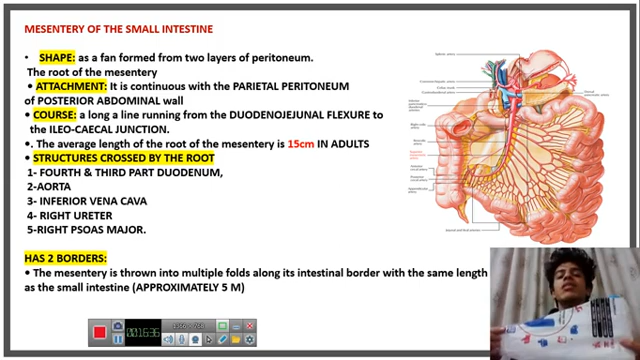 MESENTERY OF THE SMALL INTESTINE
• SHAPE: as a fan formed from two layers of peritoneum.
The root of the mesentery
• ATTACHMENT: It is continuous with the PARIETAL PERITONEUM
of POSTERIOR ABDOMINAL wall
• COURSE: a long a line running from the DUODENOJEJUNAL FLEXURE to
the ILEO-CAECAL JUNCTION.
•. The average length of the root of the mesentery is 15cm IN ADULTS
• STRUCTURES CROSSED BY THE ROOT
1- FOURTH & THIRD PART DUODENUM,
2-AORTA
3- INFERIOR VENA CAVA
4- RIGHT URETER
5-RIGHT PSOAS MAJOR.
HAS 2 BORDERS:
• The mesentery is thrown into multiple folds along its intestinal border with the same length
as the small intestine (APPROXIMATELY 5 M)